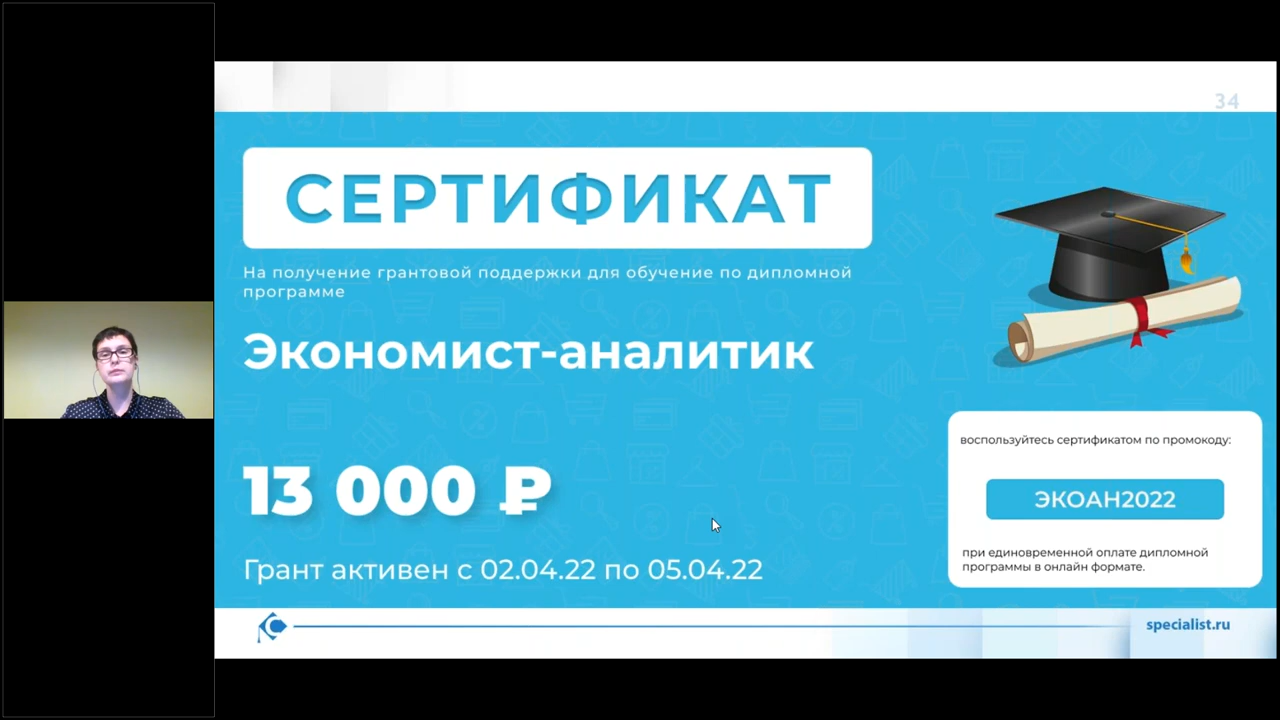 34
СЕРТИФИКАТ
На получение грантовой поддержки для обучение по дипломной
программе
Экономист-аналитик
13 000 ₽
Грант активен с 02.04.22 по 05.04.22
воспользуйтесь сертификатом по промокоду:
ЭКОАН2022
при единовременной оплате дипломной
программы в онлайн формате.
specialist.ru